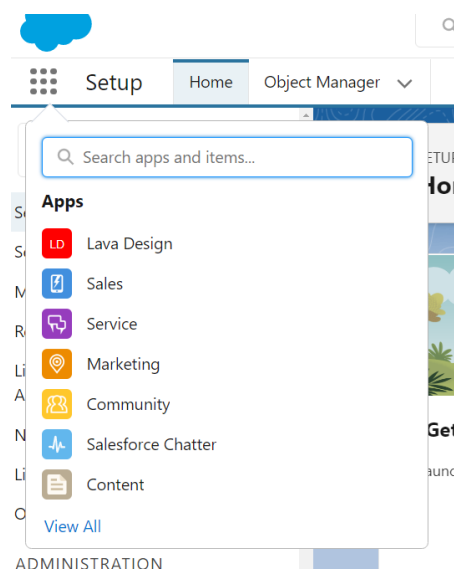 Setup Home Object Manager
Search apps and items...
Apps
LD Lava Design
Sales
Service
Marketing
Community
Salesforce Chatter
Content
View All
ADMINISTRATION